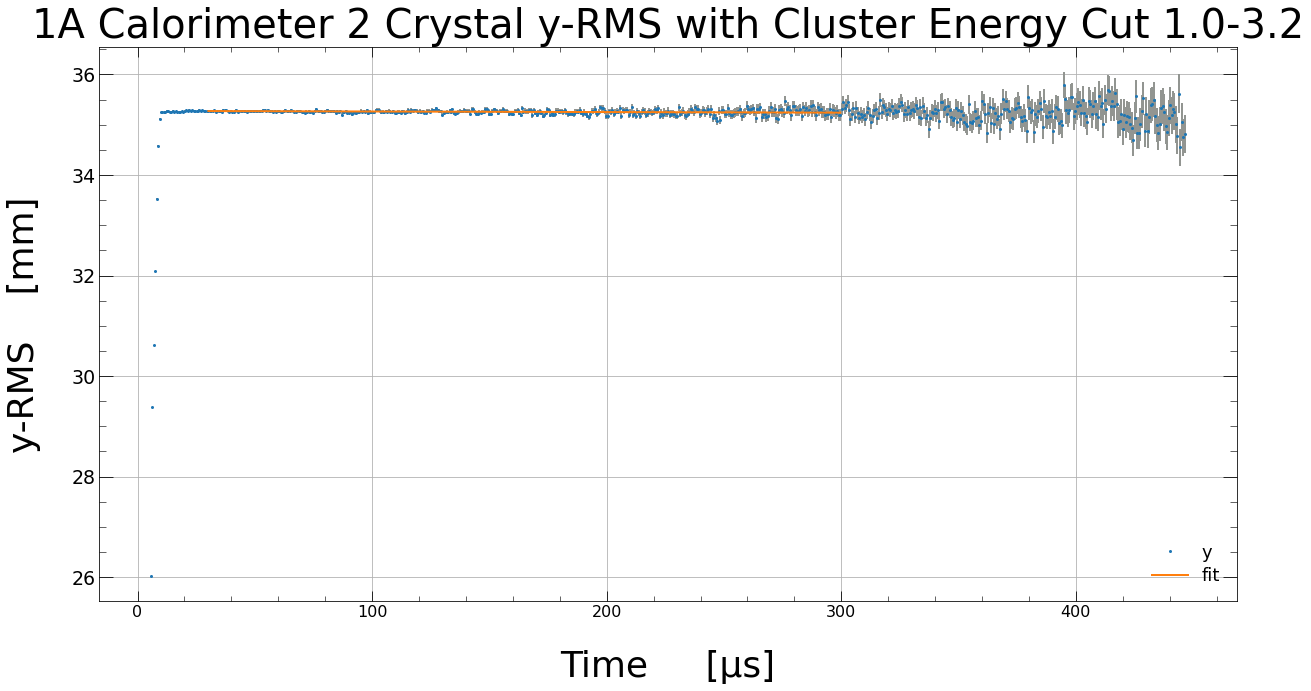 1A Calorimeter 2 Crystal y-RMS with Cluster Energy Cut 1.0-3.2
36
34
32
30
28
26
y-RMS [mm]
0 100 200 300 400
Time [µs]
y
fit